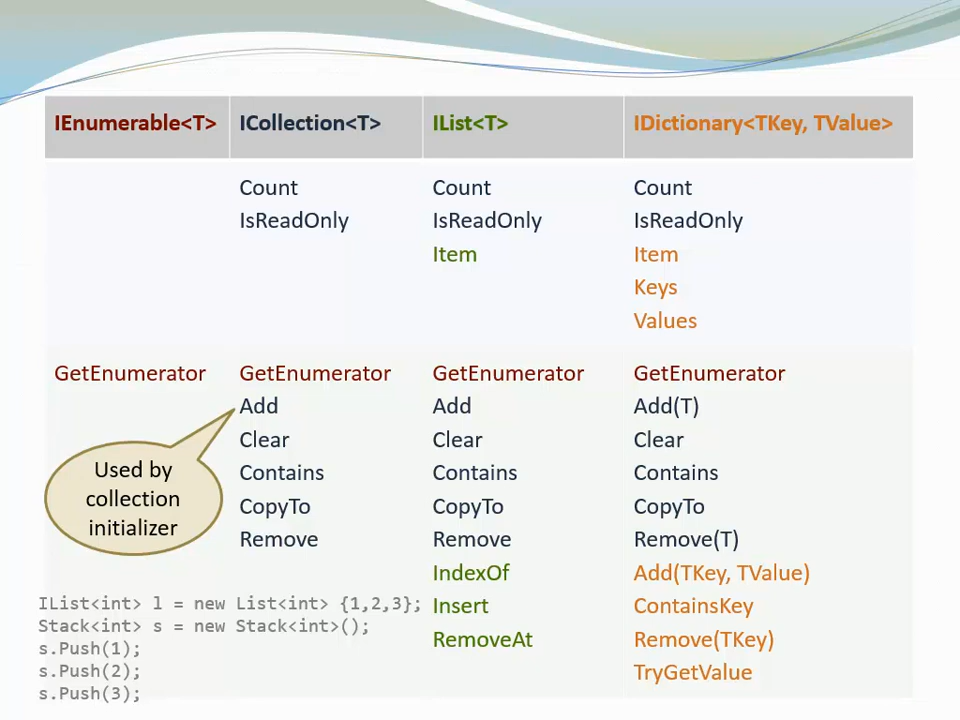 IEnumerable<T> ICollection<T> IList<T> IDictionary<TKey, TValue>
Count Count Count
IsReadOnly IsReadOnly IsReadOnly
Item Item
Keys
Values
GetEnumerator GetEnumerator GetEnumerator GetEnumerator
Add Add Add(T)
Clear Clear Clear
Contains Contains Contains
CopyTo CopyTo CopyTo
Remove Remove Remove(T)
IndexOf Add(TKey, TValue)
Insert ContainsKey
RemoveAt Remove(TKey)
TryGetValue
Used by
collection
initializer
IList<int> l = new List<int> {1,2,3};
Stack<int> s = new Stack<int>();
s.Push(1);
s.Push(2);
s.Push(3);